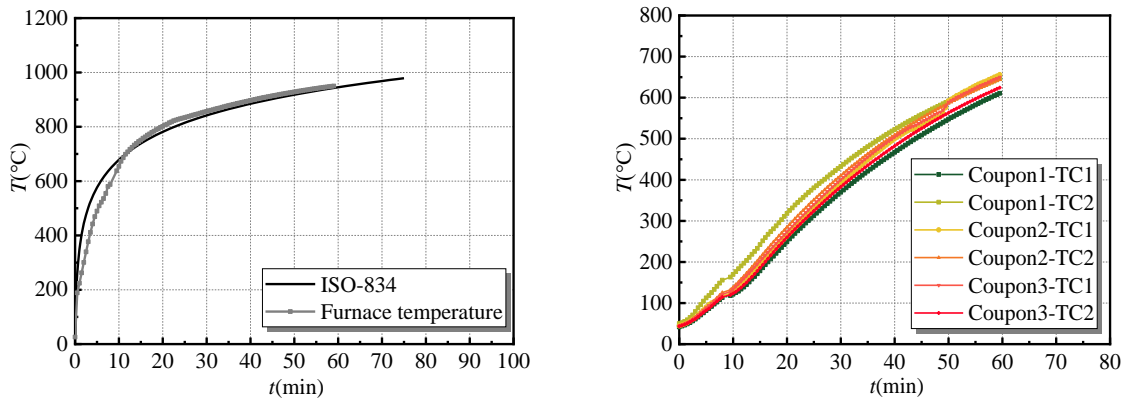 1200
1000
800
600
400
200
0
T(°C)
ISO-834
Furnace temperature
0 10 20 30 40 50 60 70 80 90 100
t(min)
800
700
600
500
400
300
200
100
0
T(°C)
Coupon1-TC1
Coupon1-TC2
Coupon2-TC1
Coupon2-TC2
Coupon3-TC1
Coupon3-TC2
0 10 20 30 40 50 60 70 80
t(min)